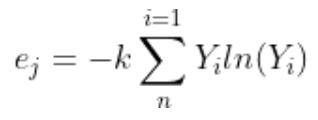 $e_j = -k \sum_{n}^{i=1} Y_i ln(Y_i)$